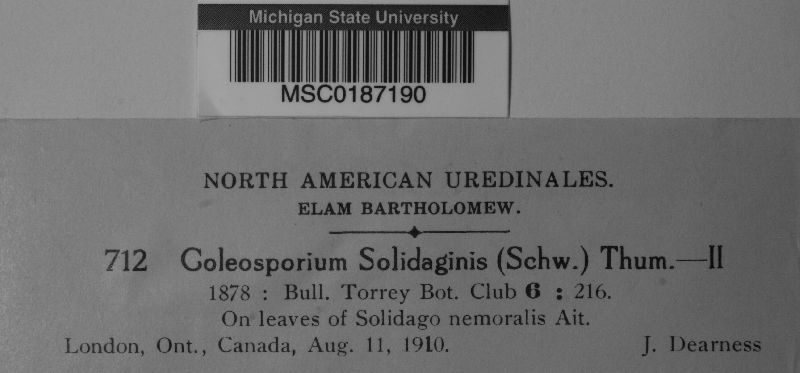 Michigan State University
MSC0187190
NORTH AMERICAN UREDINALES.
ELAM BARTHOLOMEW.
712 Coleosporium Solidaginis (Schw.) Thum.—II
1878 : Bull. Torrey Bot. Club 6 : 216.
On leaves of Solidago nemoralis Ait.
London, Ont., Canada, Aug. 11, 1910. J. Dearness